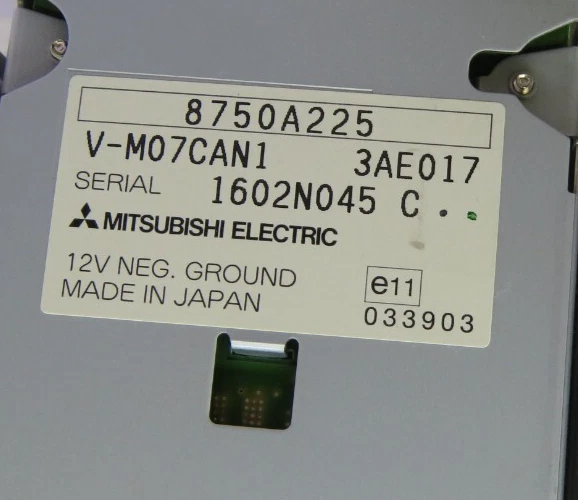 8750A225
V-M07CAN1 3AE017
SERIAL 1602N045 C . .
MITSUBISHI ELECTRIC
12V NEG. GROUND
MADE IN JAPAN
e11
033903